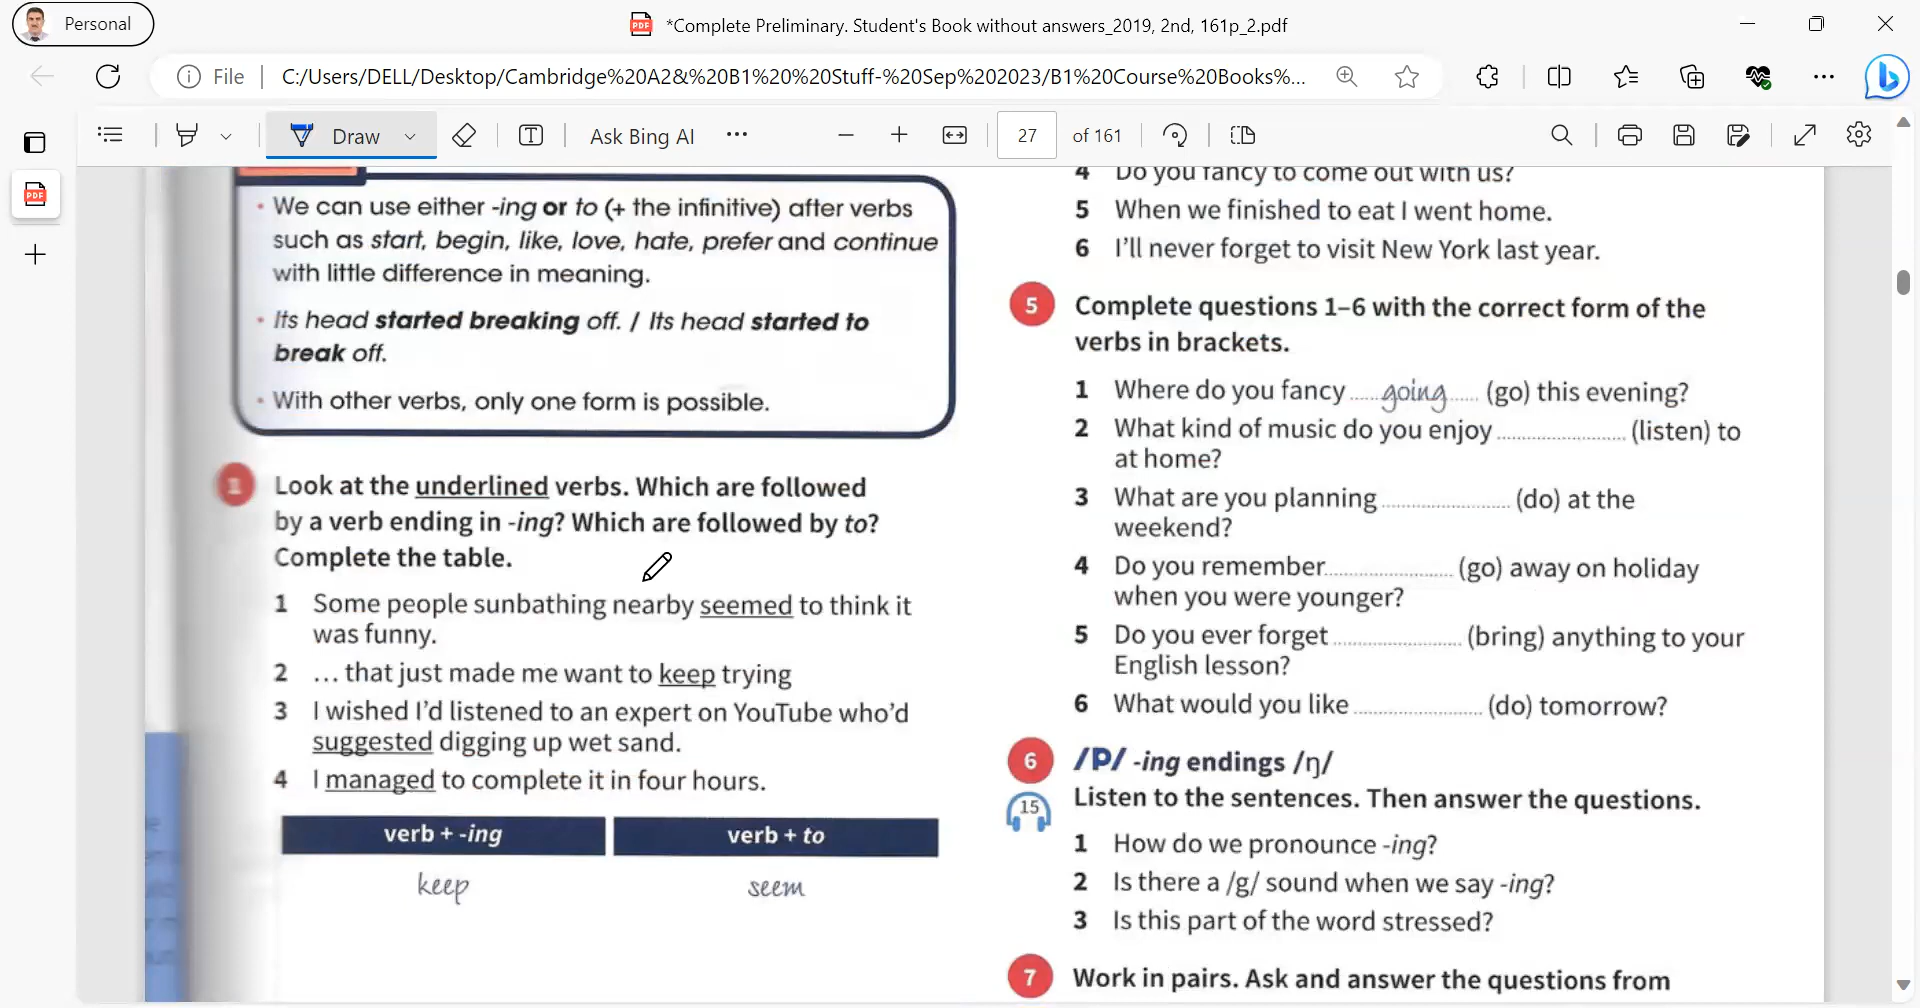 Personal
*Complete Preliminary. Student's Book without answers_2019, 2nd, 161p_2.pdf
File
C:/Users/DELL/Desktop/Cambridge%20A2&%20B1%20%20Stuff-%20Sep%202023/B1%20Course%20Books%...
Draw
Ask Bing AI
27
of 161
• We can use either -ing or to (+ the infinitive) after verbs
such as start, begin, like, love, hate, prefer and continue
with little difference in meaning.
• Its head started breaking off. / Its head started to
break off.
• With other verbs, only one form is possible.
1 Look at the underlined verbs. Which are followed
by a verb ending in -ing? Which are followed by to?
Complete the table.
1 Some people sunbathing nearby seemed to think it
was funny.
2 … that just made me want to keep trying
3 I wished I'd listened to an expert on YouTube who'd
suggested digging up wet sand.
4 I managed to complete it in four hours.
verb + -ing
verb + to
keep
seem
4 Do you fancy to come out with us?
5 When we finished to eat I went home.
6 I'll never forget to visit New York last year.
5 Complete questions 1–6 with the correct form of the
verbs in brackets.
1 Where do you fancy ......going...... (go) this evening?
2 What kind of music do you enjoy ........................ (listen) to
at home?
3 What are you planning ........................ (do) at the
weekend?
4 Do you remember ........................ (go) away on holiday
when you were younger?
5 Do you ever forget ........................ (bring) anything to your
English lesson?
6 What would you like ........................ (do) tomorrow?
6 /P/ -ing endings /ŋ/
15 Listen to the sentences. Then answer the questions.
1 How do we pronounce -ing?
2 Is there a /g/ sound when we say -ing?
3 Is this part of the word stressed?
7 Work in pairs. Ask and answer the questions from